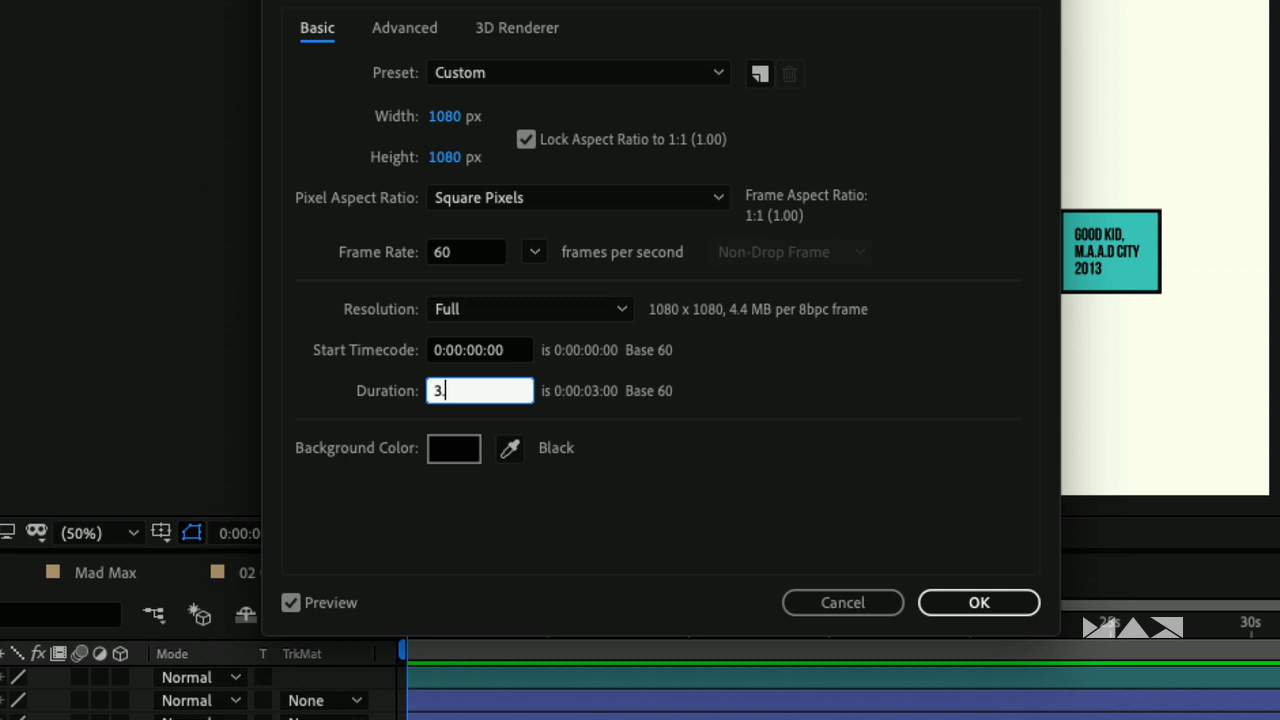 Basic Advanced 3D Renderer
Preset: Custom
Width: 1080 px
Lock Aspect Ratio to 1:1 (1.00)
Height: 1080 px
Pixel Aspect Ratio: Square Pixels
Frame Aspect Ratio:
1:1 (1.00)
Frame Rate: 60 frames per second Non-Drop Frame
Resolution: Full 1080 x 1080, 4.4 MB per 8bpc frame
Start Timecode: 0:00:00:00 is 0:00:00:00 Base 60
Duration: 3. is 0:00:03:00 Base 60
Background Color: Black
Preview Cancel OK
GOOD KID,
M.A.A.D CITY
2013
(50%) 0:00:0
Mad Max 02
30s
fx Mode T TrkMat
Normal
Normal None